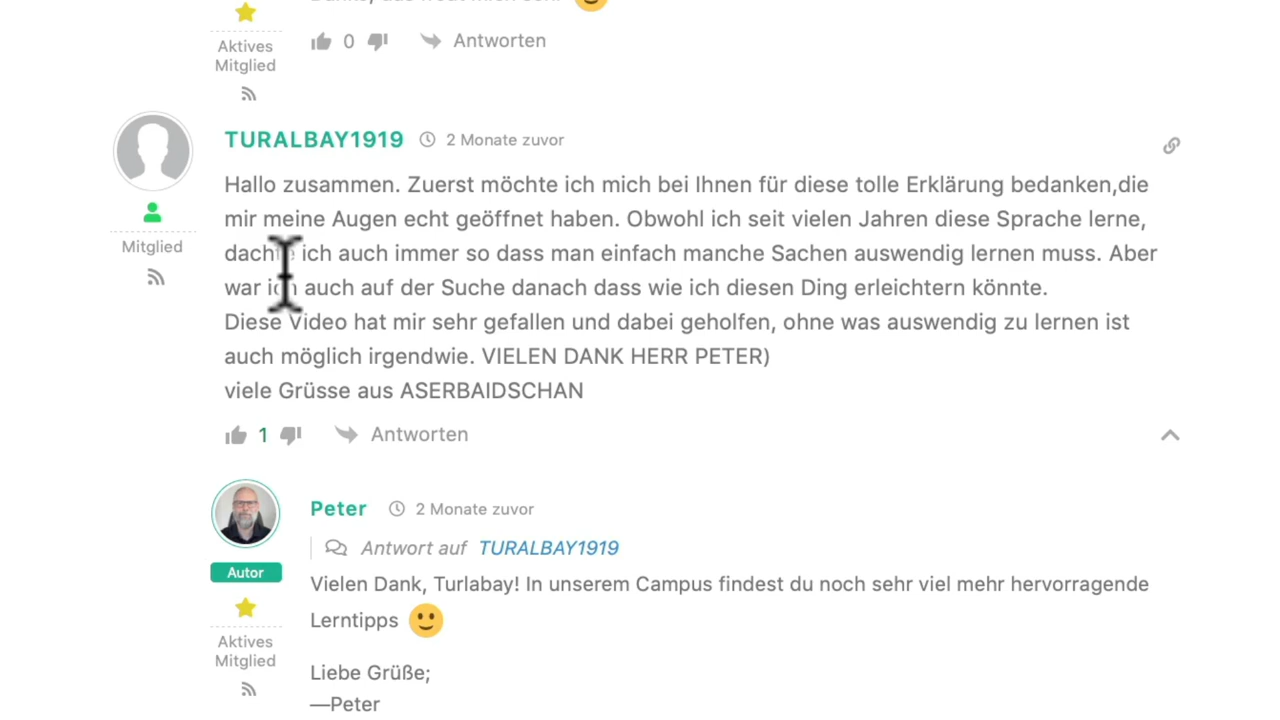 0 Antworten
Aktives
Mitglied
TURALBAY1919 2 Monate zuvor
Hallo zusammen. Zuerst möchte ich mich bei Ihnen für diese tolle Erklärung bedanken,die
mir meine Augen echt geöffnet haben. Obwohl ich seit vielen Jahren diese Sprache lerne,
dachte ich auch immer so dass man einfach manche Sachen auswendig lernen muss. Aber
war ich auch auf der Suche danach dass wie ich diesen Ding erleichtern könnte.
Diese Video hat mir sehr gefallen und dabei geholfen, ohne was auswendig zu lernen ist
auch möglich irgendwie. VIELEN DANK HERR PETER)
viele Grüsse aus ASERBAIDSCHAN
Mitglied
1 Antworten
Peter 2 Monate zuvor
Antwort auf TURALBAY1919
Autor
Aktives
Mitglied
Vielen Dank, Turlabay! In unserem Campus findest du noch sehr viel mehr hervorragende
Lerntipps 🙂
Liebe Grüße;
—Peter